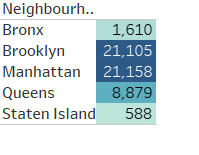 Neighbourh..
Bronx 1,610
Brooklyn 21,105
Manhattan 21,158
Queens 8,879
Staten Island 588